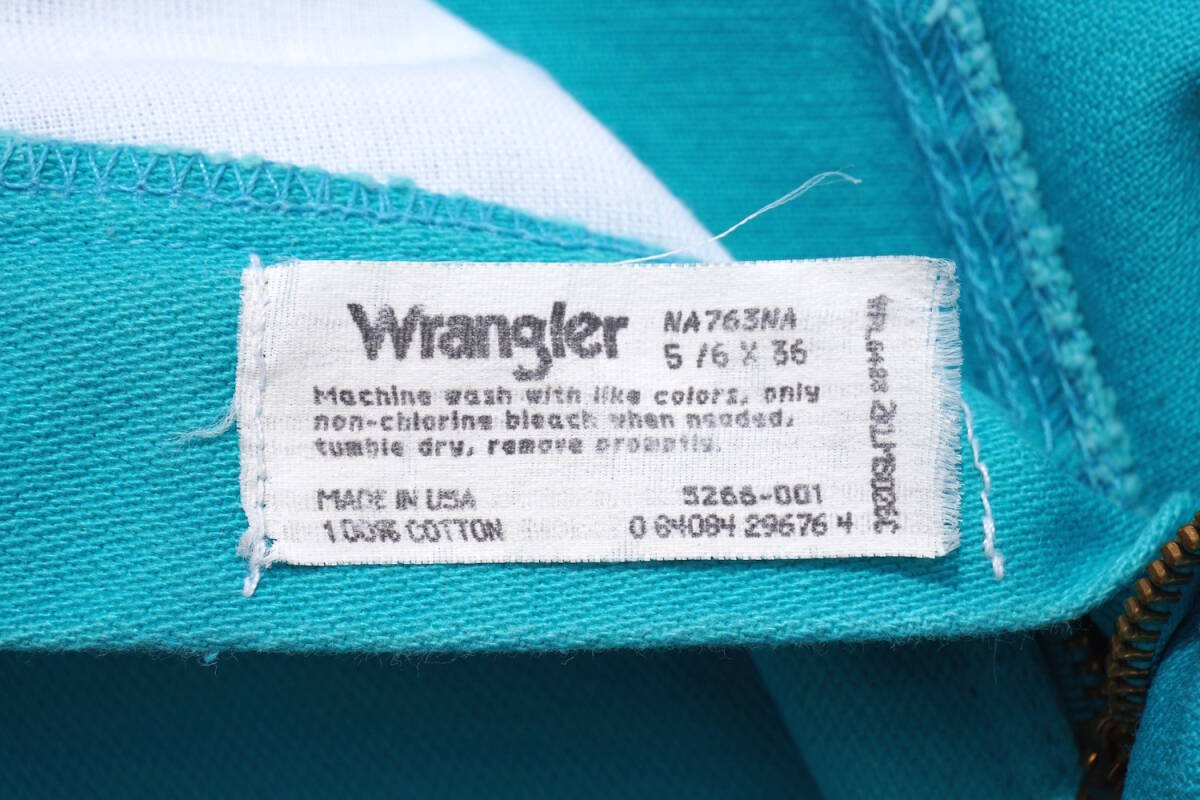 Wrangler
NA763NA
5 /6 X 36
Machine wash with like colors, only
non-chlorine bleach when needed,
tumble dry, remove promptly.
MADE IN USA
5266-001
100% COTTON
0 84084 29676 4